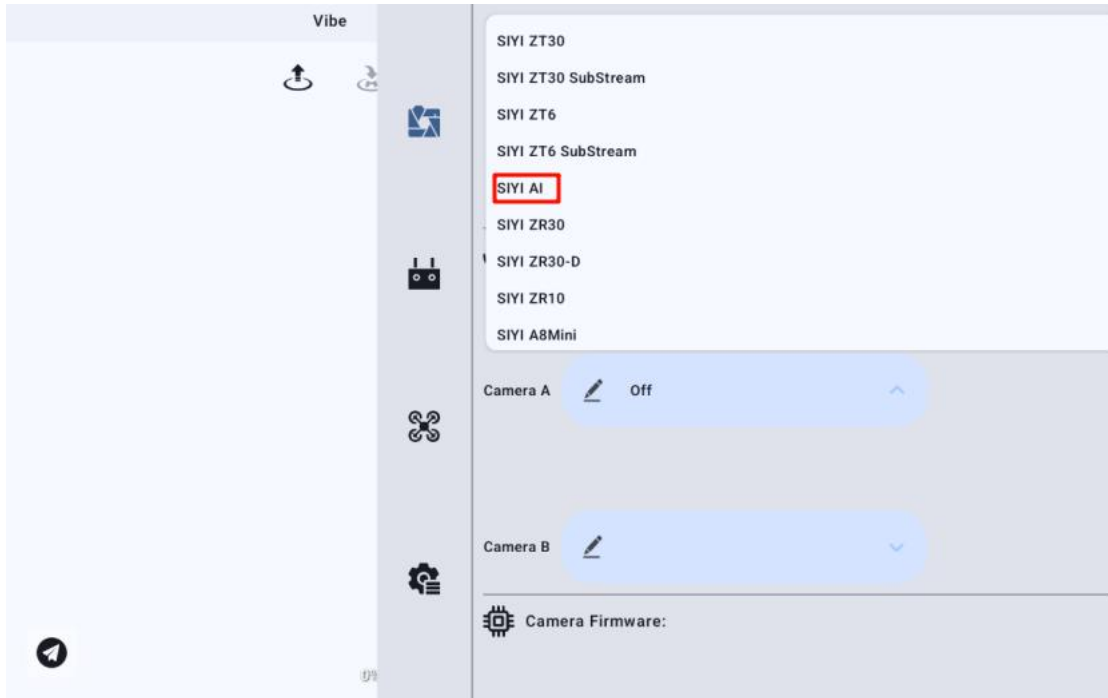 Vibe
SIYI ZT30
SIYI ZT30 SubStream
SIYI ZT6
SIYI ZT6 SubStream
SIYI AI
SIYI ZR30
SIYI ZR30-D
SIYI ZR10
SIYI A8Mini
Camera A
Off
Camera B
Camera Firmware: